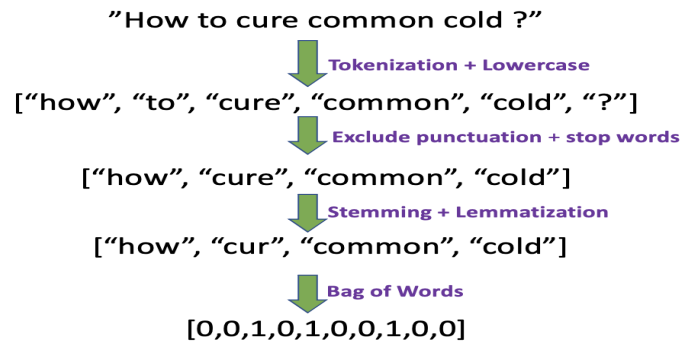 ”How to cure common cold ?”
Tokenization + Lowercase
[“how”, “to”, “cure”, “common”, “cold”, “?”]
Exclude punctuation + stop words
[“how”, “cure”, “common”, “cold”]
Stemming + Lemmatization
[“how”, “cur”, “common”, “cold”]
Bag of Words
[0,0,1,0,1,0,0,1,0,0]